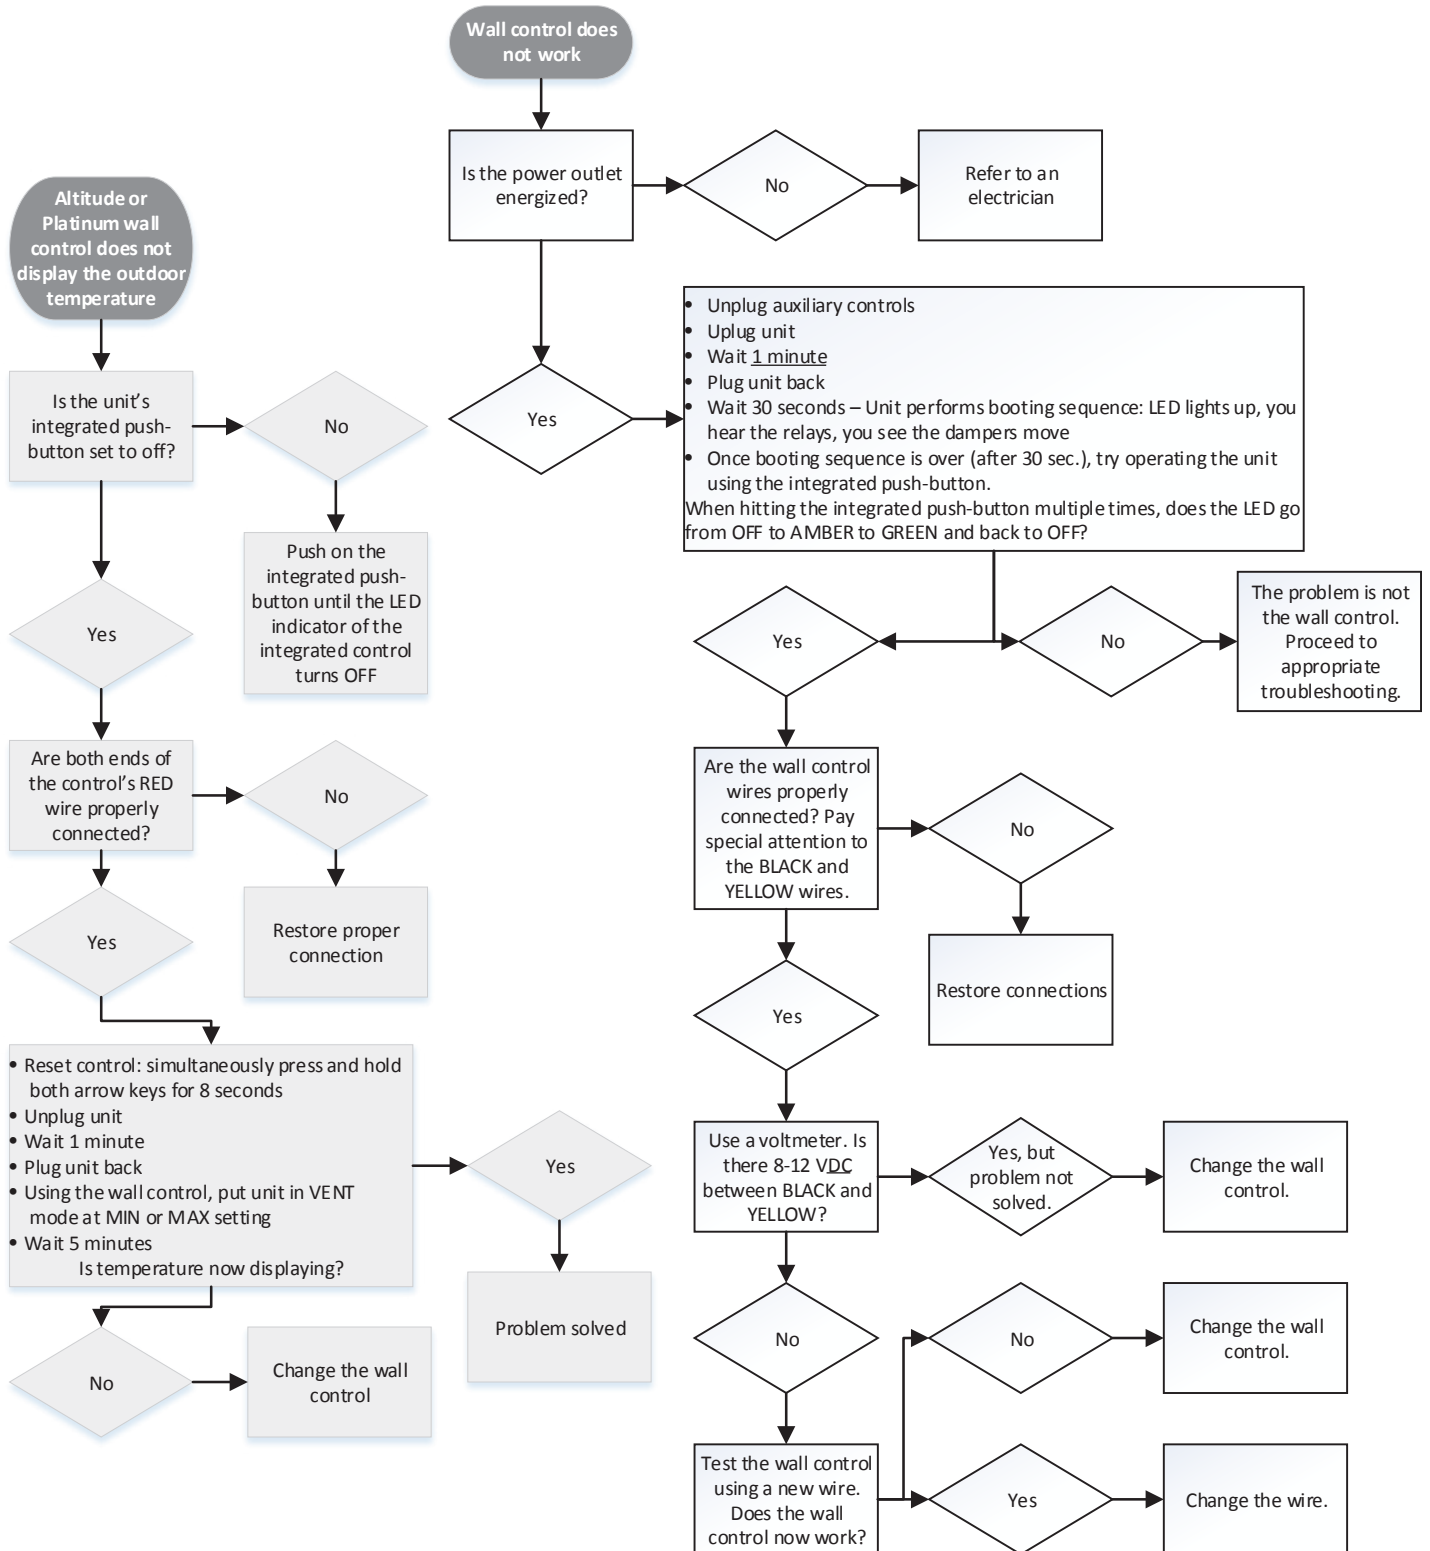 Wall control does
not work
Is the power outlet
energized?
No
Refer to an
electrician
Altitude or
Platinum wall
control does not
display the outdoor
temperature
• Unplug auxiliary controls
• Uplug unit
• Wait 1 minute
• Plug unit back
• Wait 30 seconds – Unit performs booting sequence: LED lights up, you
hear the relays, you see the dampers move
• Once booting sequence is over (after 30 sec.), try operating the unit
using the integrated push-button.
When hitting the integrated push-button multiple times, does the LED go
from OFF to AMBER to GREEN and back to OFF?
Yes
Is the unit's
integrated push-
button set to off?
No
Push on the
integrated push-
button until the LED
indicator of the
integrated control
turns OFF
Yes
Yes
No
The problem is not
the wall control.
Proceed to
appropriate
troubleshooting.
Are both ends of
the control's RED
wire properly
connected?
No
Are the wall control
wires properly
connected? Pay
special attention to
the BLACK and
YELLOW wires.
No
Yes
Restore proper
connection
Restore connections
Yes
• Reset control: simultaneously press and hold
both arrow keys for 8 seconds
• Unplug unit
• Wait 1 minute
• Plug unit back
• Using the wall control, put unit in VENT
mode at MIN or MAX setting
• Wait 5 minutes
Is temperature now displaying?
Yes
Use a voltmeter. Is
there 8-12 VDC
between BLACK and
YELLOW?
Yes, but
problem not
solved.
Change the wall
control.
Problem solved
No
No
Change the wall
control.
No
Change the wall
control
Test the wall control
using a new wire.
Does the wall
control now work?
Yes
Change the wire.